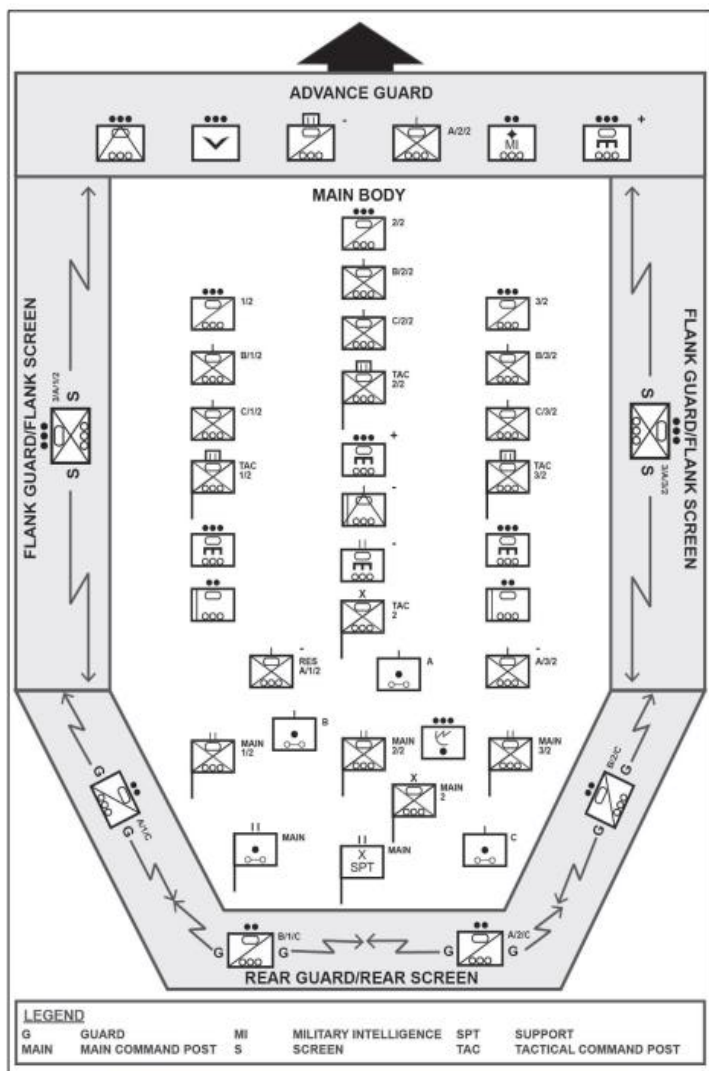 ADVANCE GUARD
-
A/2/2
MI
+
E
MAIN BODY
2/2
1/2
B/2/2
3/2
C/2/2
B/1/2
B/3/2
TAC
2/2
C/1/2
C/3/2
TAC
1/2
TAC
3/2
+
E
-
-
E
E
E
X
TAC
2
FLANK GUARD/FLANK SCREEN
3/A/1/2
S
S
FLANK GUARD/FLANK SCREEN
3/A/3/2
S
S
-
RES
A/1/2
A
-
A/3/2
B
MAIN
1/2
MAIN
2/2
MAIN
3/2
X
MAIN
2
MAIN
X
SPT
MAIN
C
G
A/1/C
G
G
B/2/C
G
G
B/1/C
G
G
A/2/C
G
REAR GUARD/REAR SCREEN
LEGEND
G GUARD MI MILITARY INTELLIGENCE SPT SUPPORT
MAIN MAIN COMMAND POST S SCREEN TAC TACTICAL COMMAND POST